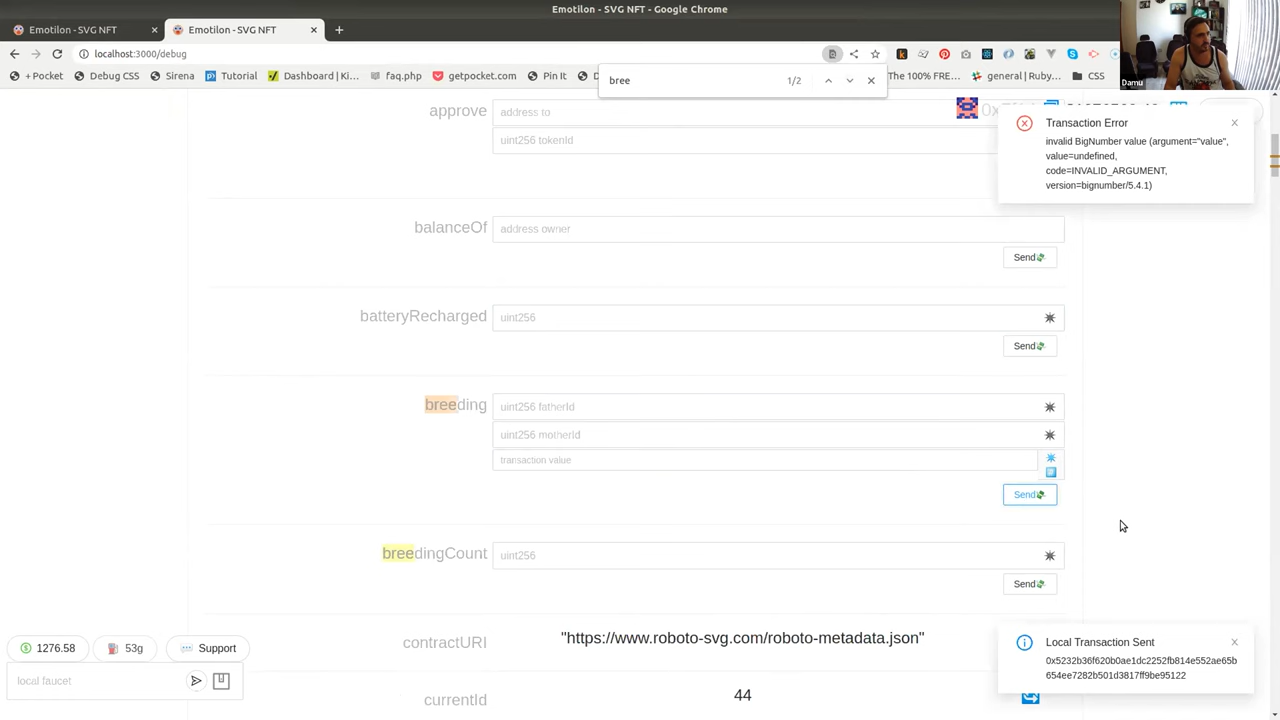 Emotilon - SVG NFT - Google Chrome
Emotilon - SVG NFT
Emotilon - SVG NFT
localhost:3000/debug
+Pocket
Debug CSS
Sirena
Tutorial
Dashboard | Ki...
faq.php
getpocket.com
Pin It
The 100% FRE...
general | Ruby...
CSS
Damu
bree
1/2
approve
address to
uint256 tokenId
Transaction Error
invalid BigNumber value (argument="value",
value=undefined,
code=INVALID_ARGUMENT,
version=bignumber/5.4.1)
balanceOf
address owner
Send
batteryRecharged
uint256
Send
breeding
uint256 fatherId
uint256 motherId
transaction value
Send
breedingCount
uint256
Send
contractURI
"https://www.roboto-svg.com/roboto-metadata.json"
currentId
44
1276.58
53g
Support
local faucet
Local Transaction Sent
0x5232b36f620b0ae1dc2252fb814e552ae65b
654ee7282b501d3817ff9be95122